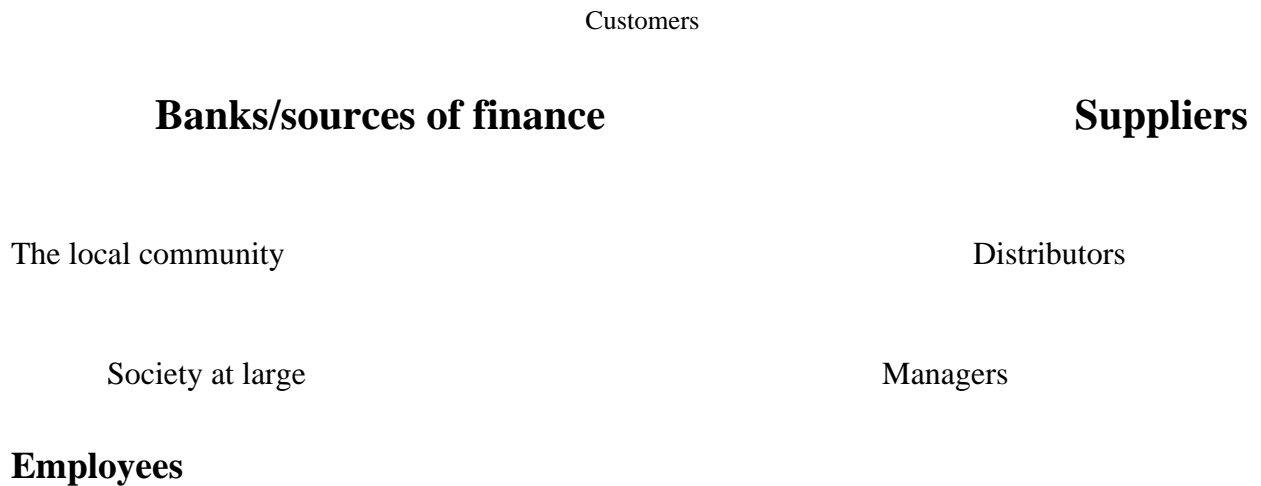 Customers
Banks/sources of finance Suppliers
The local community Distributors
Society at large Managers
Employees